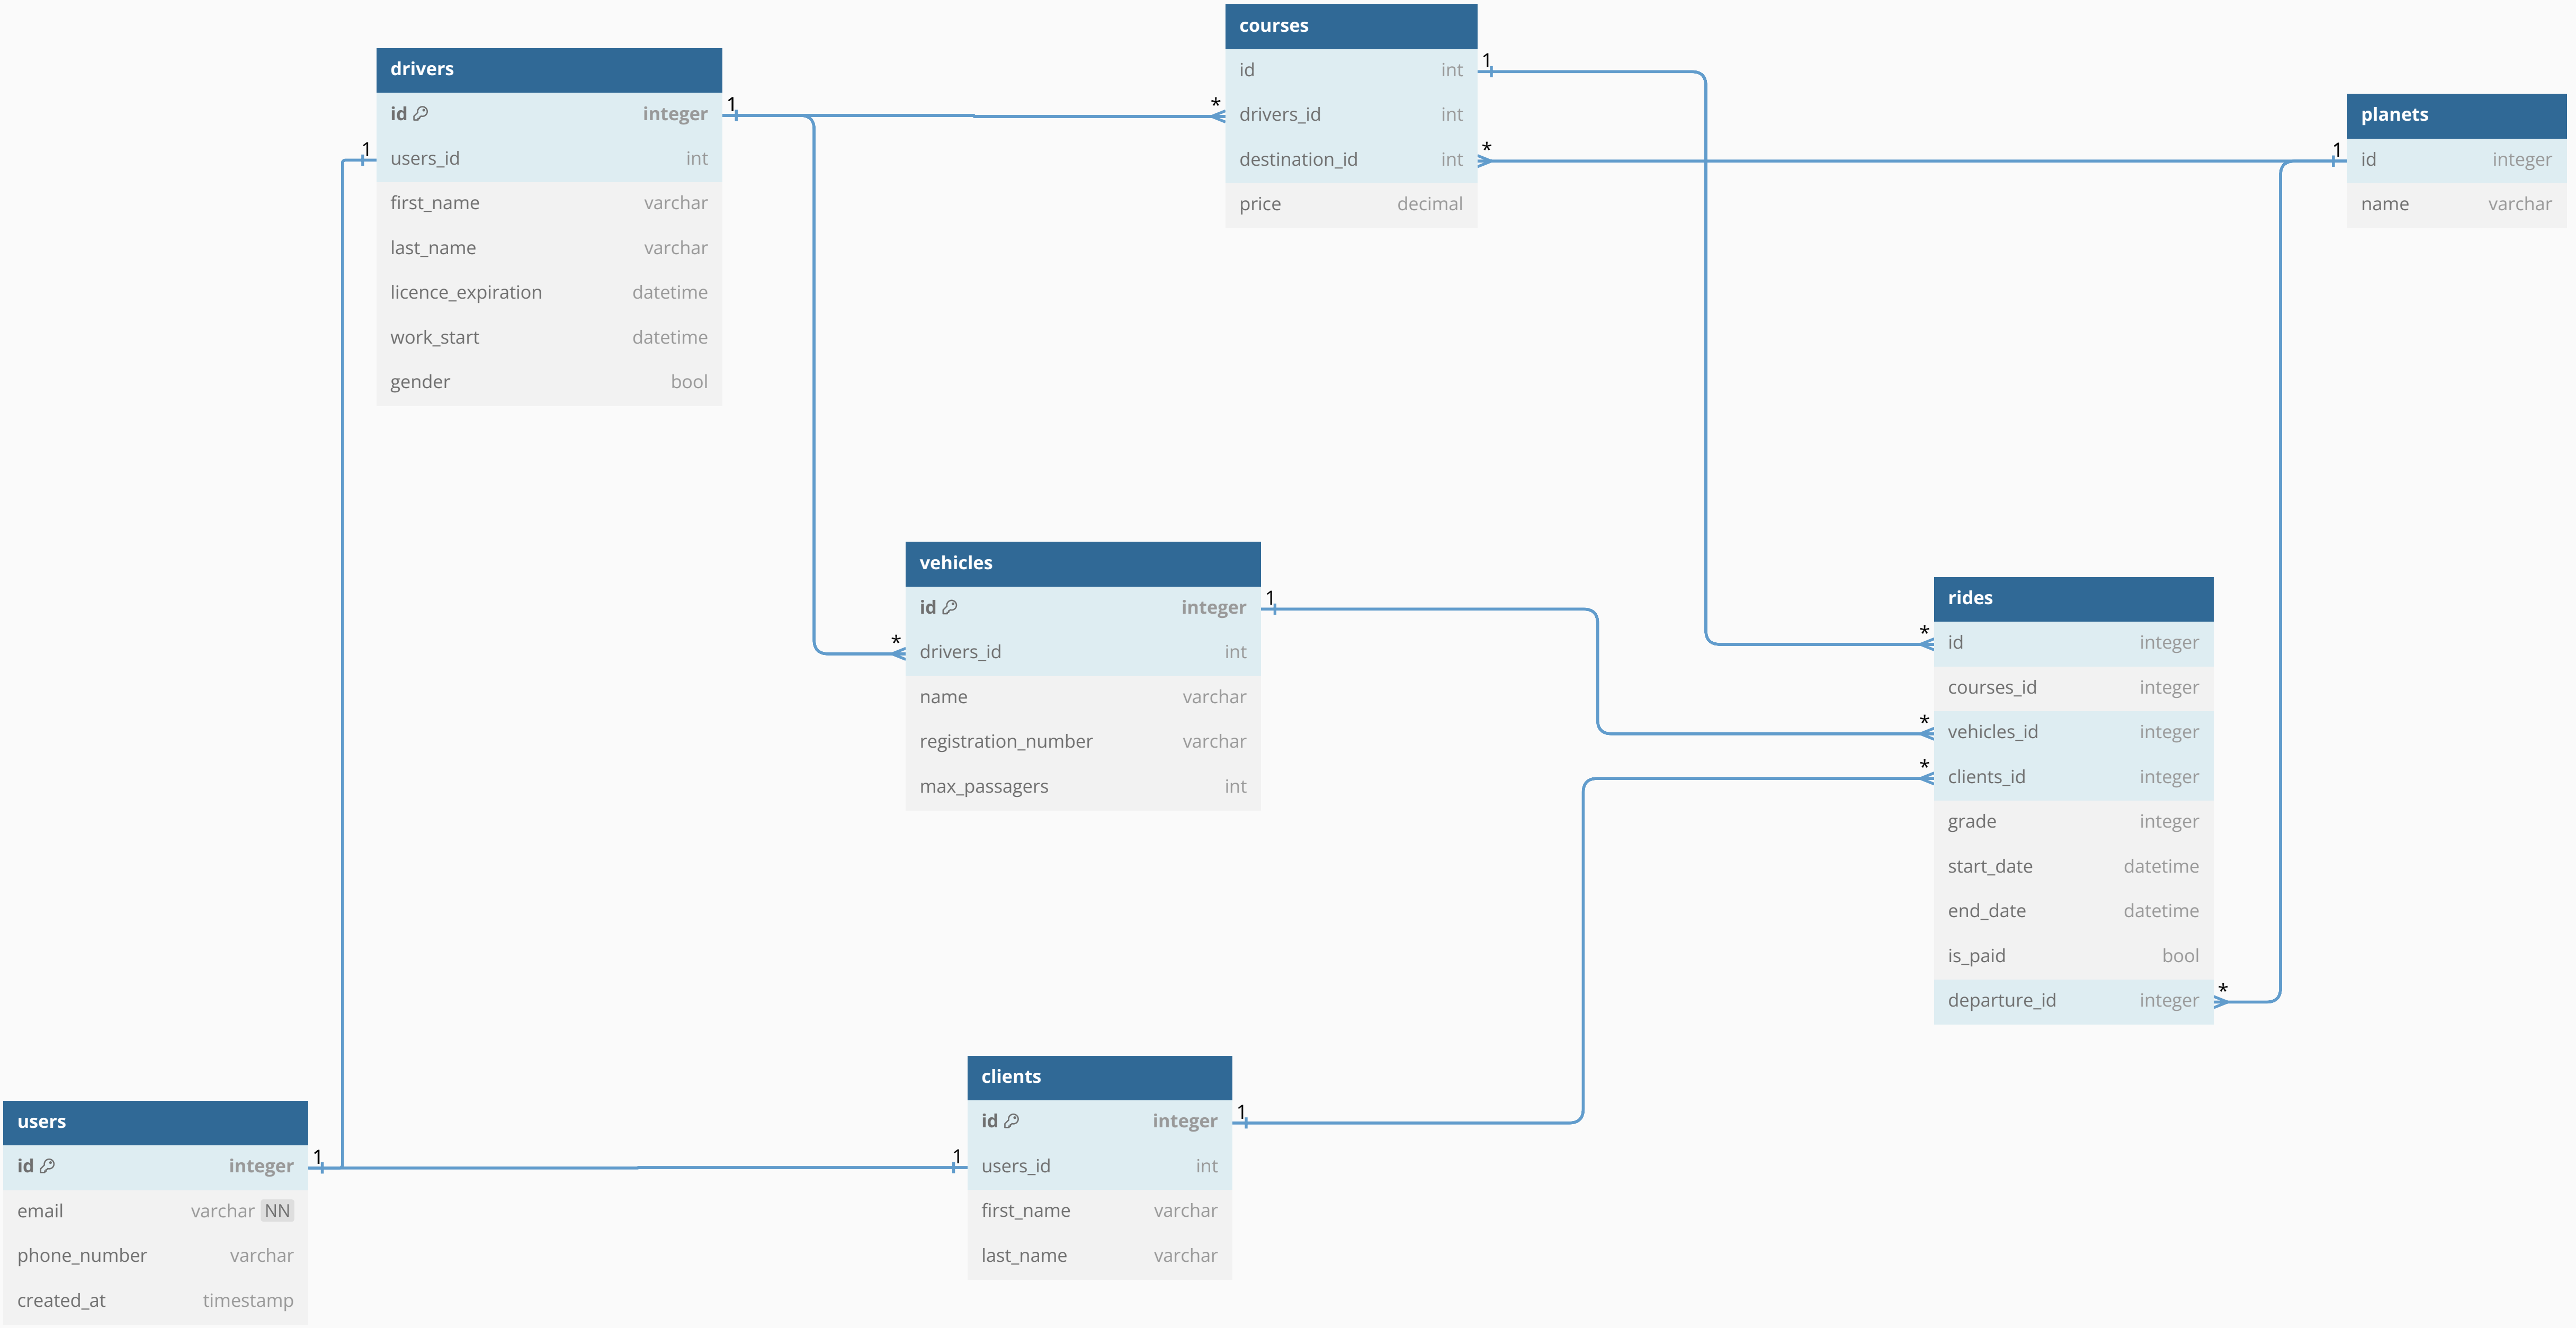 courses
id int
drivers_id int
destination_id int
price decimal
1
*
*
drivers
id integer
users_id int
first_name varchar
last_name varchar
licence_expiration datetime
work_start datetime
gender bool
1
1
planets
id integer
name varchar
1
vehicles
id integer
drivers_id int
name varchar
registration_number varchar
max_passagers int
1
*
rides
id integer
courses_id integer
vehicles_id integer
clients_id integer
grade integer
start_date datetime
end_date datetime
is_paid bool
departure_id integer
*
*
*
*
clients
id integer
users_id int
first_name varchar
last_name varchar
1
1
users
id integer
email varchar NN
phone_number varchar
created_at timestamp
1